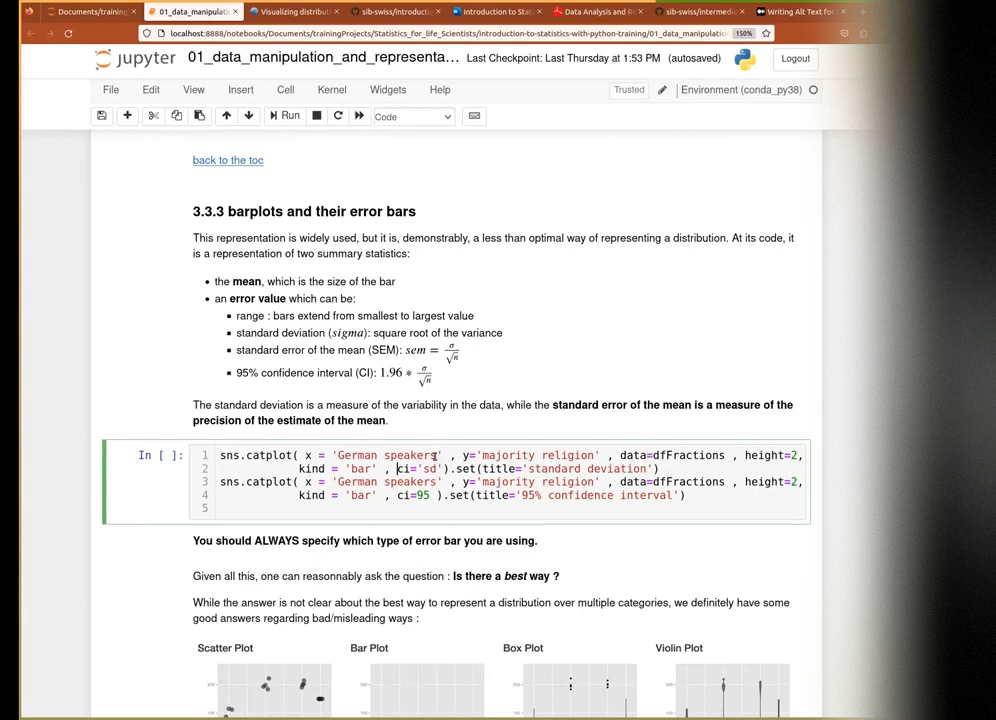 Documents/training
01_data_manipulati
Visualizing distribut
sib-swiss/introductio
Introduction to Stat
Data Analysis and Re
sib-swiss/intermedi
Writing Alt Text for
localhost:8888/notebooks/Documents/trainingProjects/Statistics_for_life_Scientists/introduction-to-statistics-with-python-training/01_data_manipulatio
150%
jupyter 01_data_manipulation_and_representa… Last Checkpoint: Last Thursday at 1:53 PM (autosaved) Logout
File Edit View Insert Cell Kernel Widgets Help Trusted Environment (conda_py38)
Run Code
back to the toc
3.3.3 barplots and their error bars
This representation is widely used, but it is, demonstrably, a less than optimal way of representing a distribution. At its code, it
is a representation of two summary statistics:
• the mean, which is the size of the bar
• an error value which can be:
▪ range : bars extend from smallest to largest value
▪ standard deviation (sigma): square root of the variance
▪ standard error of the mean (SEM): sem = σ/√n
▪ 95% confidence interval (CI): 1.96 * σ/√n
The standard deviation is a measure of the variability in the data, while the standard error of the mean is a measure of the
precision of the estimate of the mean.
In [ ]: 1 sns.catplot( x = 'German speakers' , y='majority religion' , data=dfFractions , height=2,
2 kind = 'bar' , ci='sd').set(title='standard deviation')
3 sns.catplot( x = 'German speakers' , y='majority religion' , data=dfFractions , height=2,
4 kind = 'bar' , ci=95 ).set(title='95% confidence interval')
5
You should ALWAYS specify which type of error bar you are using.
Given all this, one can reasonnably ask the question : Is there a best way ?
While the answer is not clear about the best way to represent a distribution over multiple categories, we definitely have some
good answers regarding bad/misleading ways :
Scatter Plot Bar Plot Box Plot Violin Plot